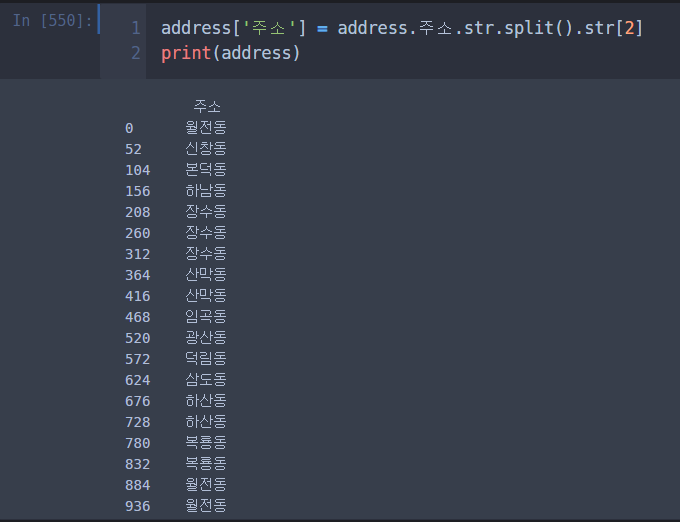 In [550]:
1 address['주소'] = address.주소.str.split().str[2]
2 print(address)
주소
0 월전동
52 신창동
104 본덕동
156 하남동
208 장수동
260 장수동
312 장수동
364 산막동
416 산막동
468 임곡동
520 광산동
572 덕림동
624 삼도동
676 하산동
728 하산동
780 복룡동
832 복룡동
884 월전동
936 월전동